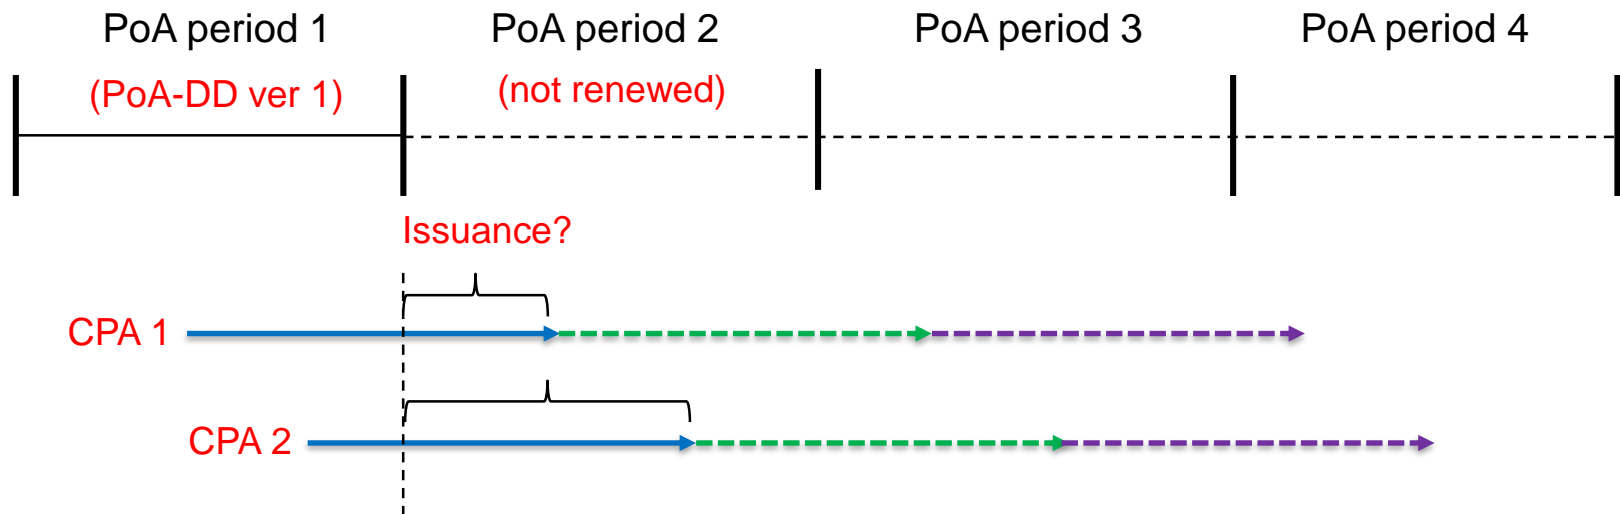 PoA period 1 PoA period 2 PoA period 3 PoA period 4
(PoA-DD ver 1) (not renewed)
Issuance?
CPA 1
CPA 2